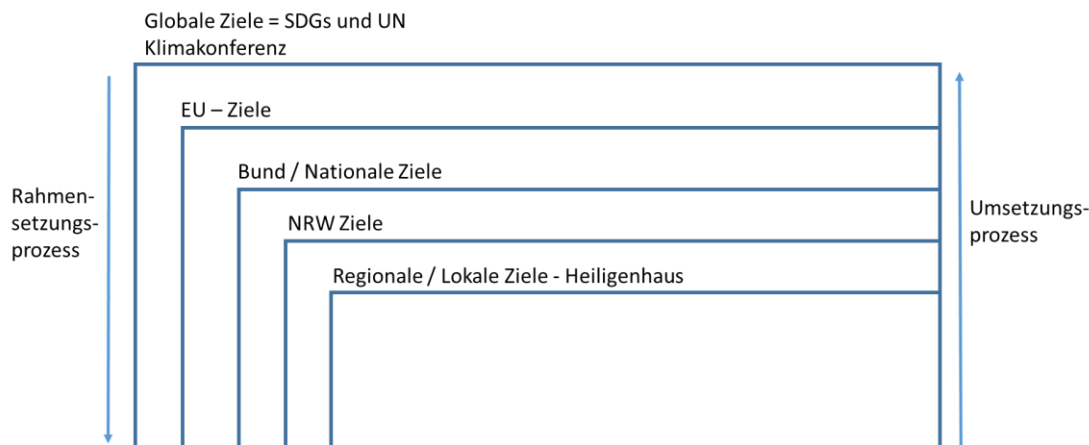 Globale Ziele = SDGs und UN
Klimakonferenz
EU – Ziele
Bund / Nationale Ziele
NRW Ziele
Regionale / Lokale Ziele - Heiligenhaus
Rahmen-
setzungs-
prozess
Umsetzungs-
prozess